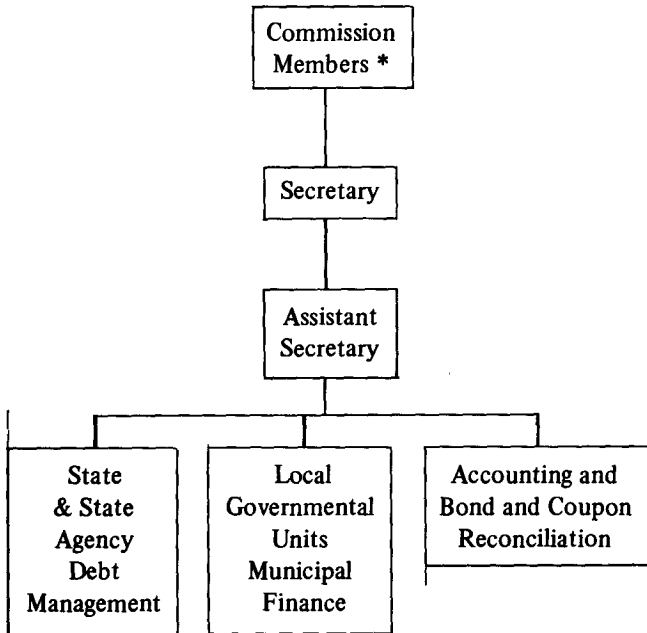 Commission
Members *
Secretary
Assistant
Secretary
State
& State
Agency
Debt
Management
Local
Governmental
Units
Municipal
Finance
Accounting and
Bond and Coupon
Reconciliation